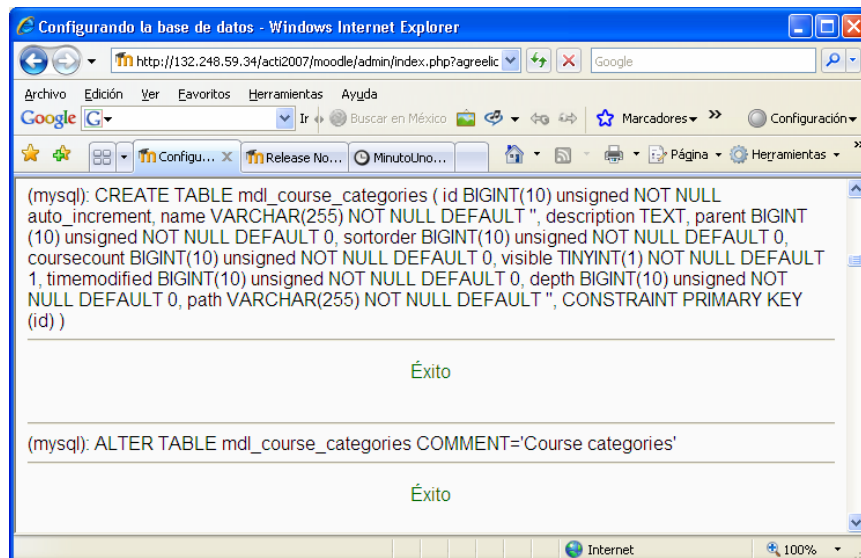 Configurando la base de datos - Windows Internet Explorer
http://132.248.59.34/acti2007/moodle/admin/index.php?agreelic
Google
Archivo Edición Ver Favoritos Herramientas Ayuda
Google G Ir Buscar en México Marcadores Configuración
Configu... Release No... MinutoUno... Página Herramientas
(mysql): CREATE TABLE mdl_course_categories ( id BIGINT(10) unsigned NOT NULL
auto_increment, name VARCHAR(255) NOT NULL DEFAULT '', description TEXT, parent BIGINT
(10) unsigned NOT NULL DEFAULT 0, sortorder BIGINT(10) unsigned NOT NULL DEFAULT 0,
coursecount BIGINT(10) unsigned NOT NULL DEFAULT 0, visible TINYINT(1) NOT NULL DEFAULT
1, timemodified BIGINT(10) unsigned NOT NULL DEFAULT 0, depth BIGINT(10) unsigned NOT
NULL DEFAULT 0, path VARCHAR(255) NOT NULL DEFAULT '', CONSTRAINT PRIMARY KEY
(id) )
Éxito
(mysql): ALTER TABLE mdl_course_categories COMMENT='Course categories'
Éxito
Internet 100%